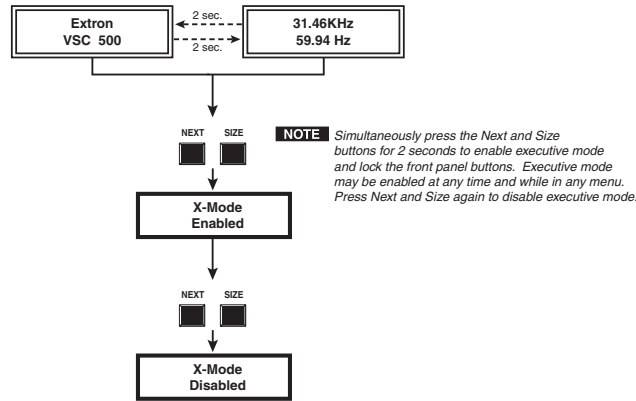 Extron
VSC 500
2 sec.
2 sec.
31.46KHz
59.94 Hz
NEXT SIZE
NOTE Simultaneously press the Next and Size
buttons for 2 seconds to enable executive mode
and lock the front panel buttons. Executive mode
may be enabled at any time and while in any menu.
Press Next and Size again to disable executive mode.
X-Mode
Enabled
NEXT SIZE
X-Mode
Disabled